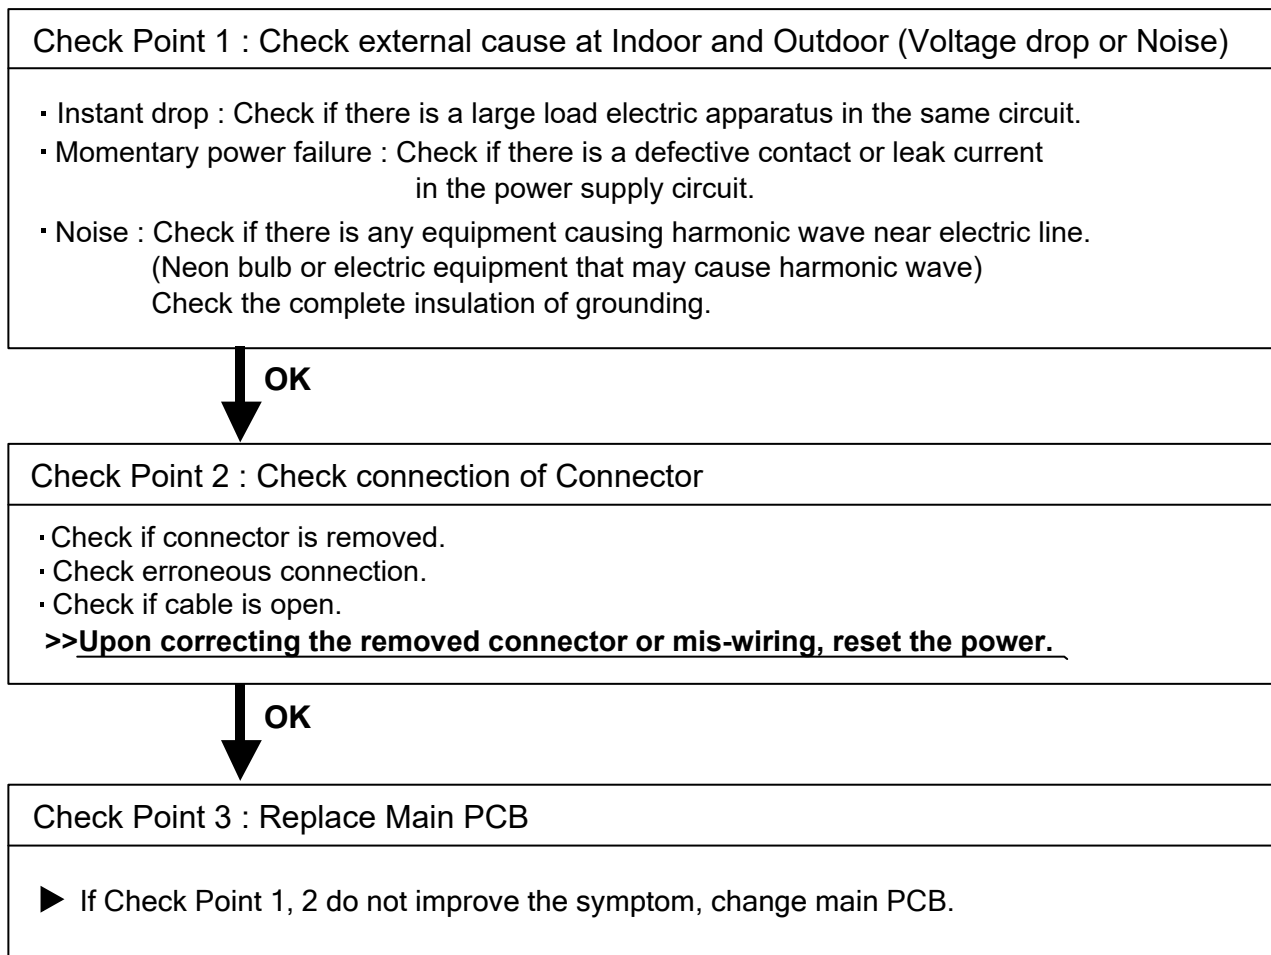 Check Point 1 : Check external cause at Indoor and Outdoor (Voltage drop or Noise)
· Instant drop : Check if there is a large load electric apparatus in the same circuit.
· Momentary power failure : Check if there is a defective contact or leak current
in the power supply circuit.
· Noise : Check if there is any equipment causing harmonic wave near electric line.
(Neon bulb or electric equipment that may cause harmonic wave)
Check the complete insulation of grounding.
OK
Check Point 2 : Check connection of Connector
· Check if connector is removed.
· Check erroneous connection.
· Check if cable is open.
>>Upon correcting the removed connector or mis-wiring, reset the power.
OK
Check Point 3 : Replace Main PCB
▶ If Check Point 1, 2 do not improve the symptom, change main PCB.